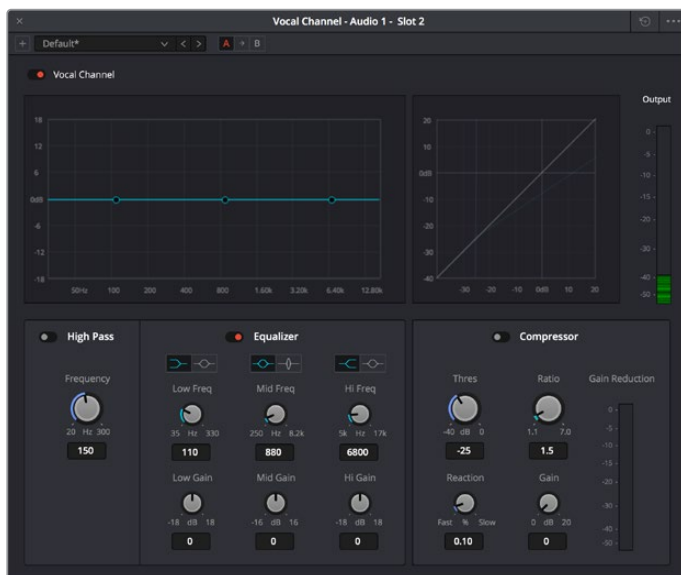 Vocal Channel - Audio 1 - Slot 2
Default*
A B
Vocal Channel
Output
18
12
6
0dB
-6
-12
-18
50Hz 100 200 400 800 1.60k 3.20k 6.40k 12.80k
20
10
0dB
-10
-20
-30
-40
-30 -20 -10 0dB 10 20
0
-5
-10
-15
-20
-30
-40
-50
High Pass
Frequency
20 Hz 300
150
Equalizer
Low Freq Mid Freq Hi Freq
35 Hz 330 250 Hz 8.2k 5k Hz 17k
110 880 6800
Low Gain Mid Gain Hi Gain
-18 dB 18 -16 dB 16 -18 dB 18
0 0 0
Compressor
Thres Ratio Gain Reduction
-40 dB 0 1.1 7.0
-25 1.5
Reaction Gain
Fast % Slow 0 dB 20
0.10 0
0
-5
-10
-15
-20
-30
-40
-50